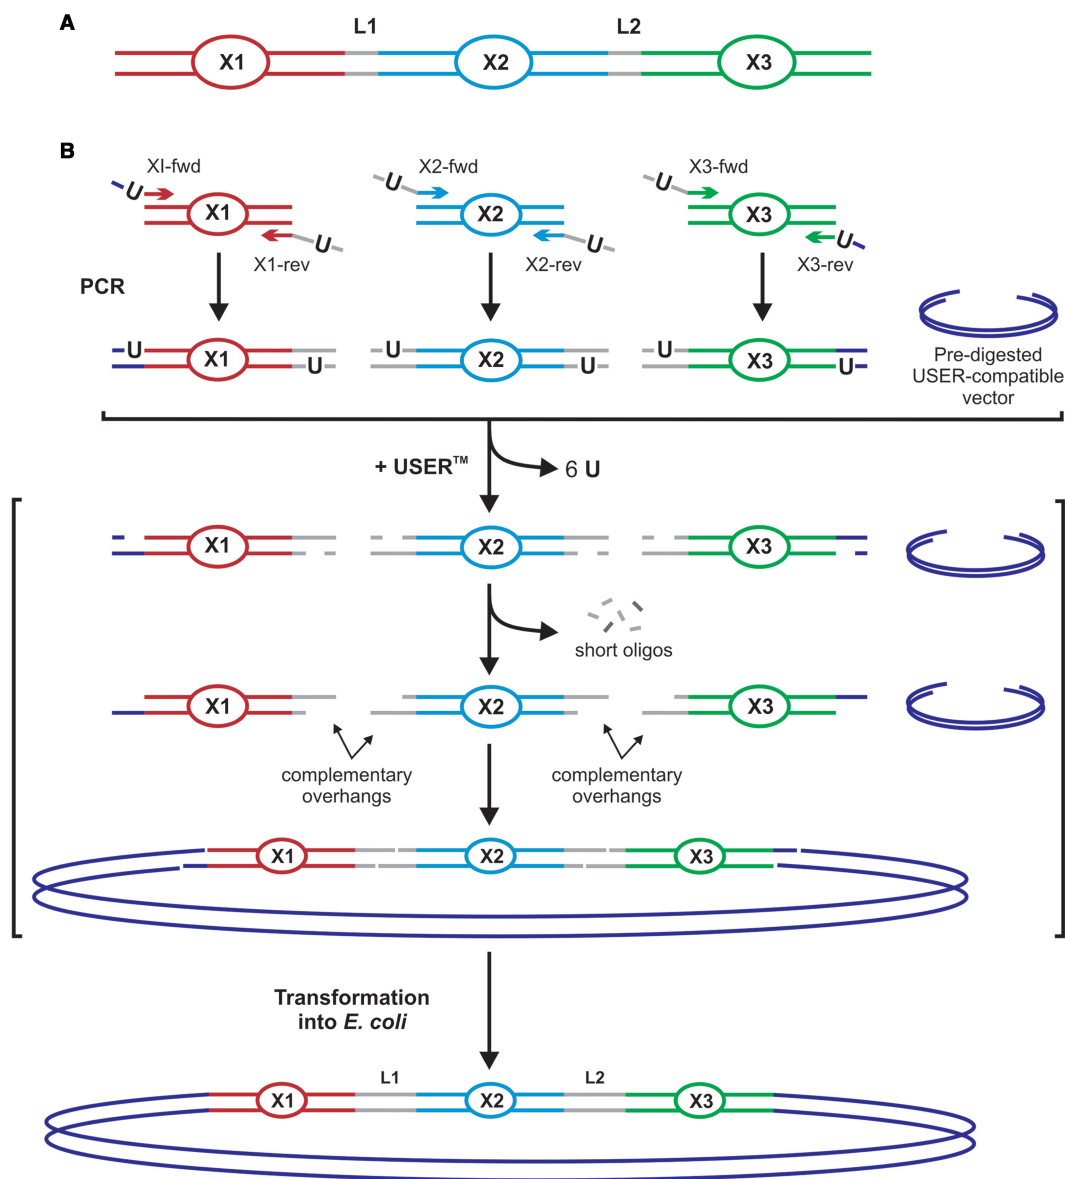 A
L1 L2
X1 X2 X3
B
XI-fwd X2-fwd X3-fwd
U U U
X1 X2 X3
U U U
X1-rev X2-rev X3-rev
PCR
U U U
X1 X2 X3
U U U
Pre-digested
USER-compatible
vector
+ USER™
6 U
X1 X2 X3
short oligos
X1 X2 X3
complementary
overhangs
complementary
overhangs
X1 X2 X3
Transformation
into E. coli
L1 L2
X1 X2 X3